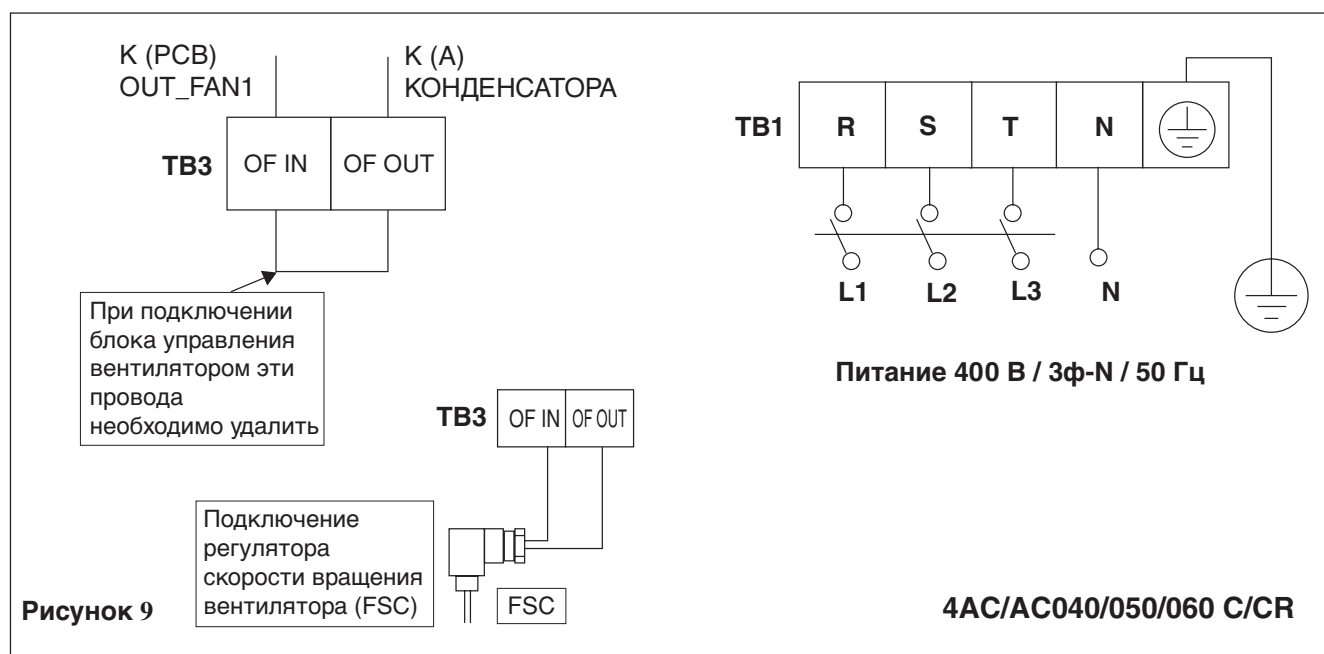 К (PCB)
OUT_FAN1
К (А)
КОНДЕНСАТОРА
TB3
OF IN
OF OUT
При подключении
блока управления
вентилятором эти
провода
необходимо удалить
TB1
R
S
T
N
L1
L2
L3
N
Питание 400 В / 3ф-N / 50 Гц
TB3
OF IN
OF OUT
Подключение
регулятора
скорости вращения
вентилятора (FSC)
FSC
Рисунок 9
4AC/AC040/050/060 C/CR